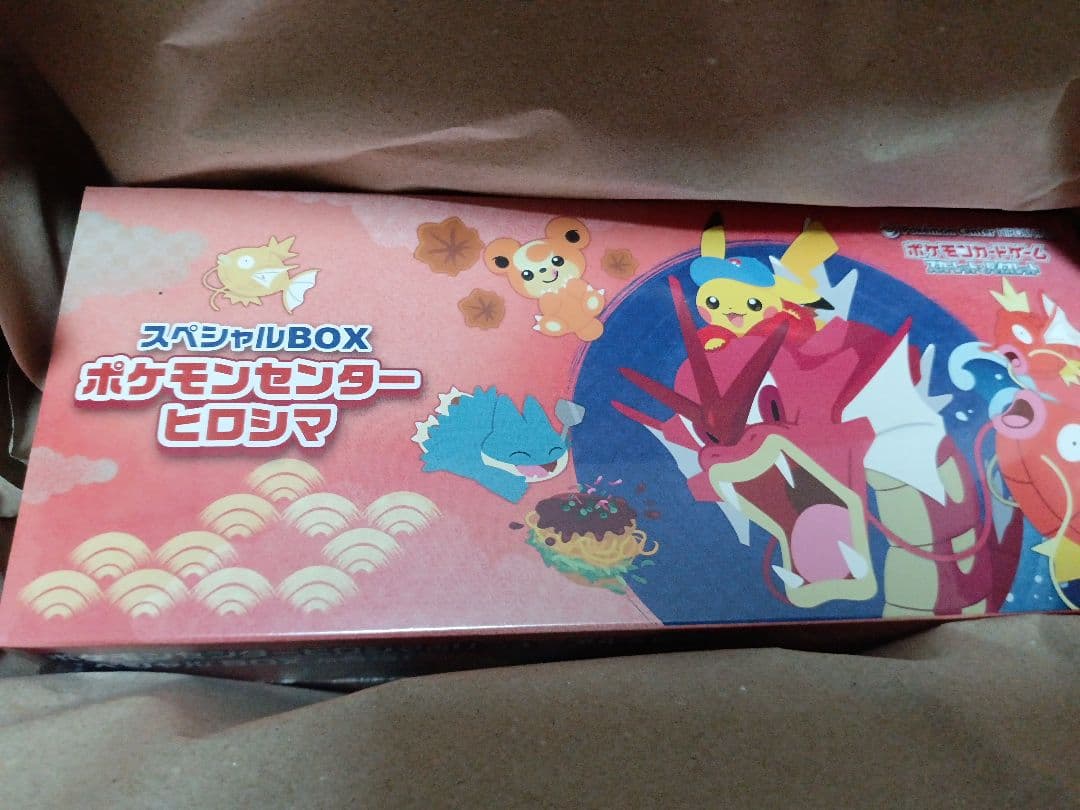 スペシャルBOX
ポケモンセンター
ヒロシマ
ポケモンカードゲーム